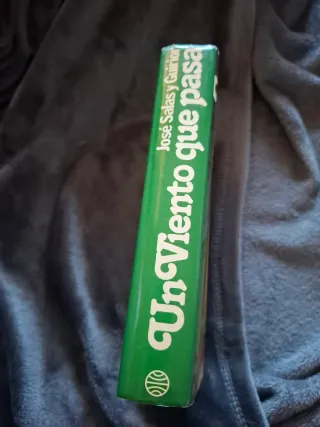 José Salas y Guirior
Un Viento que pasa